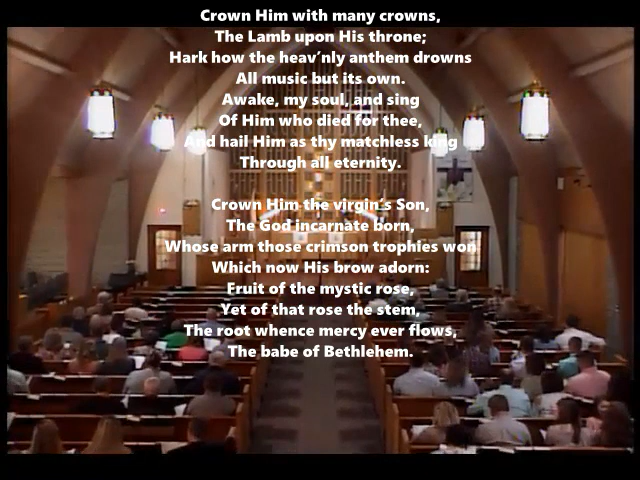 Crown Him with many crowns,
The Lamb upon His throne;
Hark how the heav'nly anthem drowns
All music but its own.
Awake, my soul, and sing
Of Him who died for thee,
And hail Him as thy matchless king
Through all eternity.
Crown Him the virgin's Son,
The God incarnate born,
Whose arm those crimson trophies won
Which now His brow adorn:
Fruit of the mystic rose,
Yet of that rose the stem,
The root whence mercy ever flows,
The babe of Bethlehem.